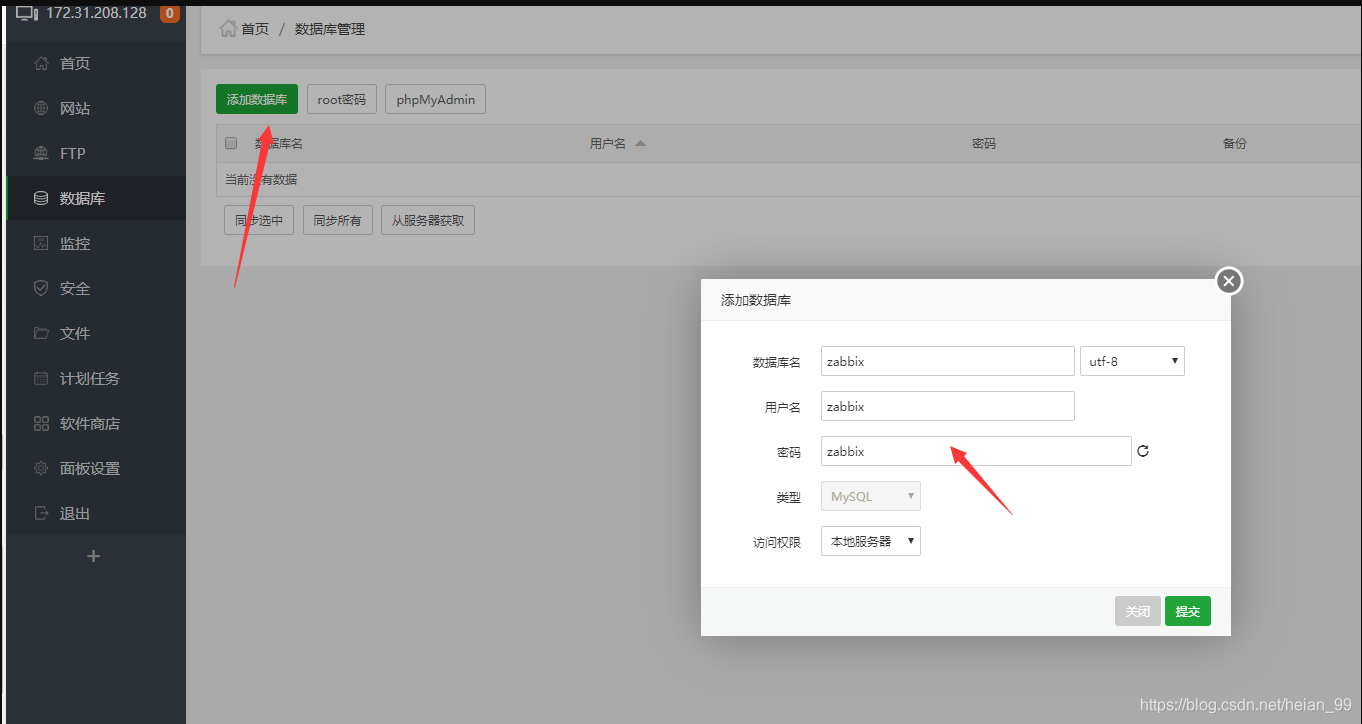 172.31.208.128 0
首页
网站
FTP
数据库
监控
安全
文件
计划任务
软件商店
面板设置
退出
首页 / 数据库管理
添加数据库 root密码 phpMyAdmin
数据库名 用户名 密码 备份
当前没有数据
同步选中 同步所有 从服务器获取
添加数据库
数据库名 zabbix utf-8
用户名 zabbix
密码 zabbix
类型 MySQL
访问权限 本地服务器
关闭 提交
https://blog.csdn.net/heian_99